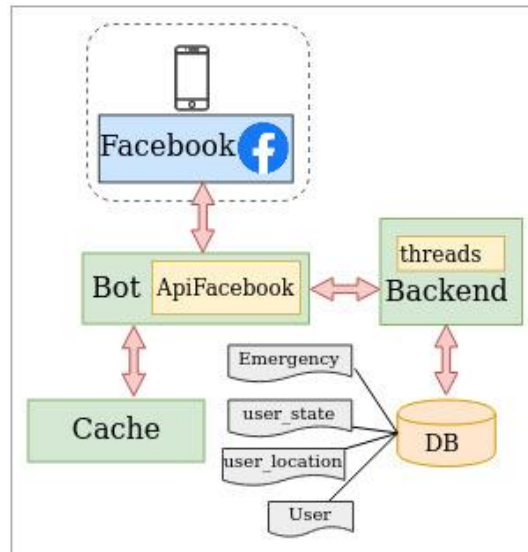 Facebook
threads
Bot
ApiFacebook
Backend
Emergency
Cache
user_state
DB
user_location
User